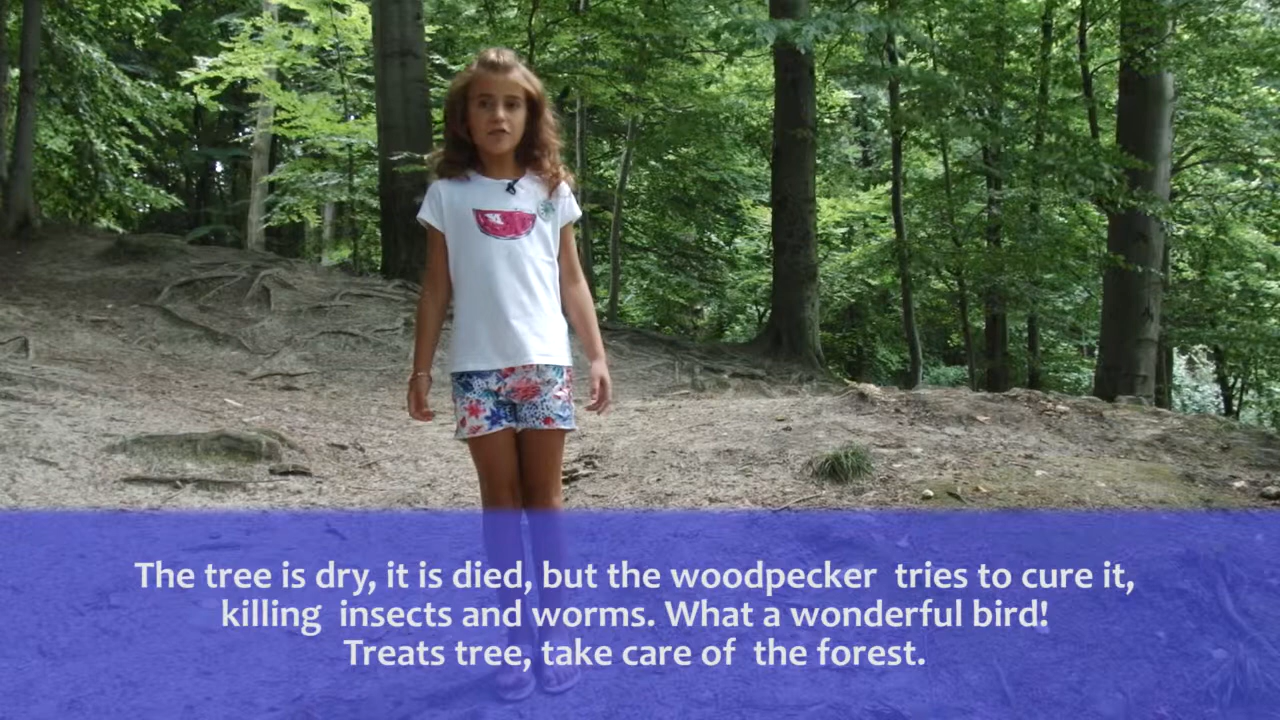 The tree is dry, it is died, but the woodpecker tries to cure it,
killing insects and worms. What a wonderful bird!
Treats tree, take care of the forest.